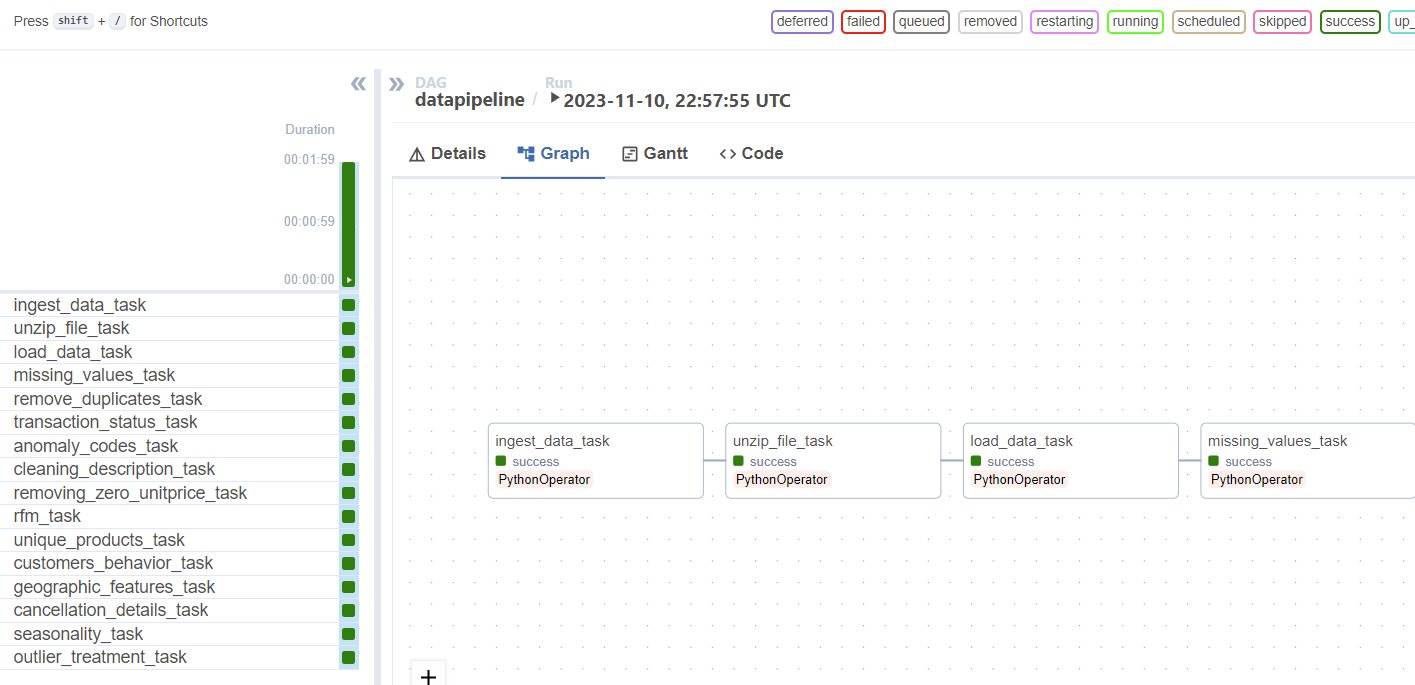 Press shift + / for Shortcuts
deferred failed queued removed restarting running scheduled skipped success up_
DAG
datapipeline /
Run
2023-11-10, 22:57:55 UTC
Details Graph Gantt Code
Duration
00:01:59
00:00:59
00:00:00
ingest_data_task
unzip_file_task
load_data_task
missing_values_task
remove_duplicates_task
transaction_status_task
anomaly_codes_task
cleaning_description_task
removing_zero_unitprice_task
rfm_task
unique_products_task
customers_behavior_task
geographic_features_task
cancellation_details_task
seasonality_task
outlier_treatment_task
ingest_data_task
success
PythonOperator
unzip_file_task
success
PythonOperator
load_data_task
success
PythonOperator
missing_values_task
success
PythonOperator
+